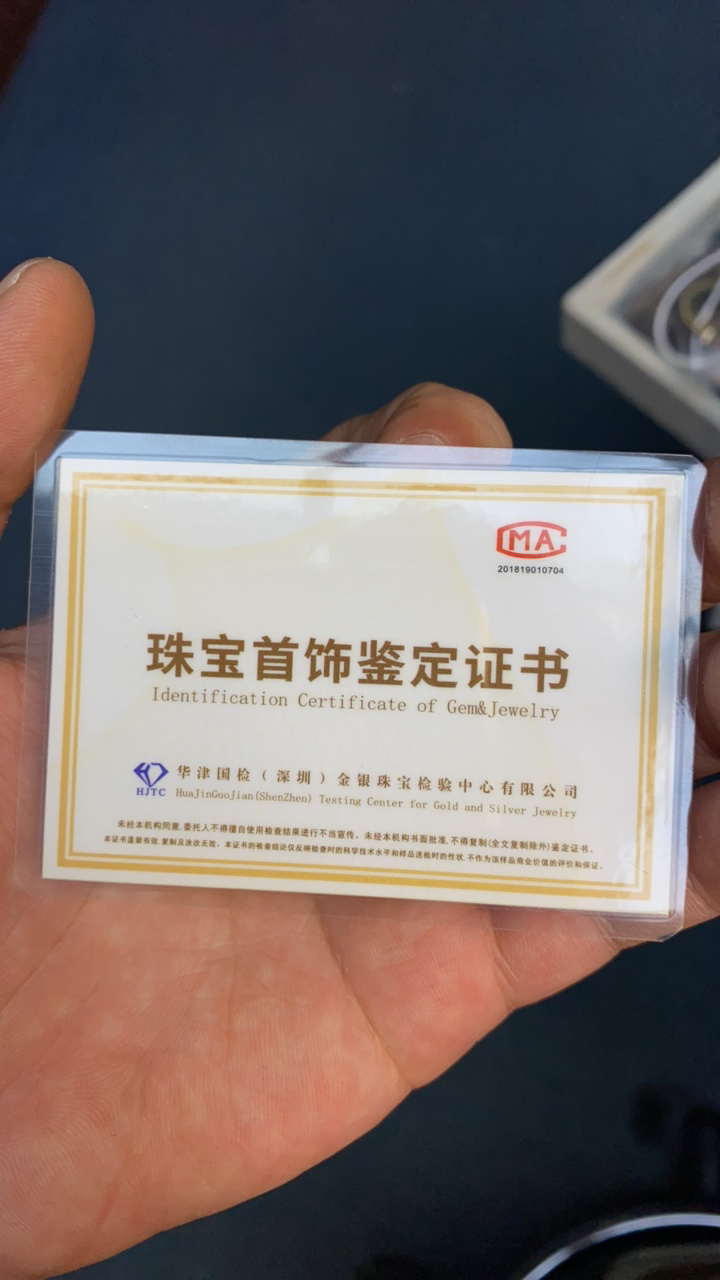 CMA
201819010704
珠宝首饰鉴定证书
Identification Certificate of Gem&Jewelry
HJTC
华津国检（深圳）金银珠宝检验中心有限公司
HuaJinGuoJian(ShenZhen) Testing Center for Gold and Silver Jewelry
未经本机构同意,委托人不得擅自使用检查结果进行不当宣传。未经本机构书面批准,不得复制(全文复制除外)鉴定证书。
本证书盖章有效,复制及涂改无效。本证书的检查结论仅反映检查时的科学技术水平和样品送检时的性状,不作为该样品商业价值的评价和保证。